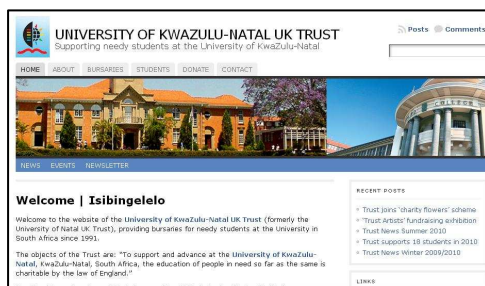 UNIVERSITY OF KWAZULU-NATAL UK TRUST
Supporting needy students at the University of KwaZulu-Natal
Posts Comments
HOME ABOUT BURSARIES STUDENTS DONATE CONTACT
COLLEGE
NEWS EVENTS NEWSLETTER
Welcome | Isibingelelo
Welcome to the website of the University of KwaZulu-Natal UK Trust (formerly the
University of Natal UK Trust), providing bursaries for needy students at the University in
South Africa since 1991.
The objects of the Trust are: "To support and advance at the University of KwaZulu-
Natal, KwaZulu-Natal, South Africa, the education of people in need so far as the same is
charitable by the law of England."
RECENT POSTS
Trust joins 'charity flowers' scheme
'Trust Artists' fundraising exhibition
Trust News Summer 2010
Trust supports 18 students in 2010
Trust News Winter 2009/2010
LINKS